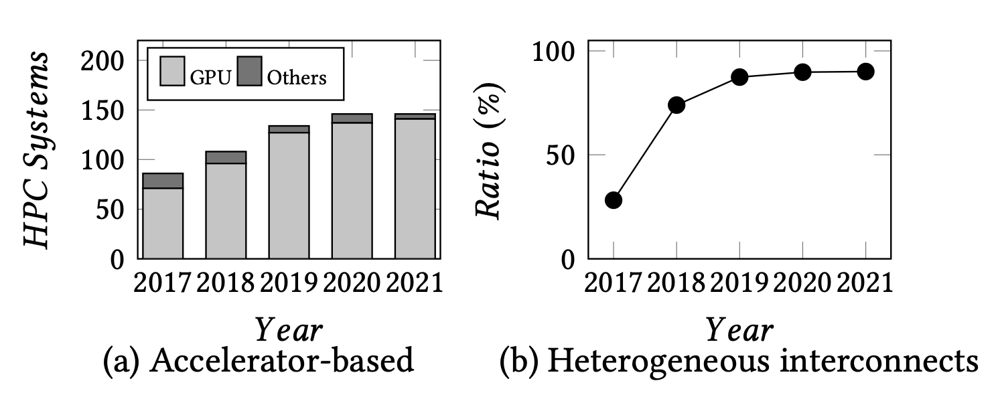 HPC Systems
200
150
100
50
0
GPU Others
2017 2018 2019 2020 2021
Year
(a) Accelerator-based
Ratio (%)
100
50
0
2017 2018 2019 2020 2021
Year
(b) Heterogeneous interconnects